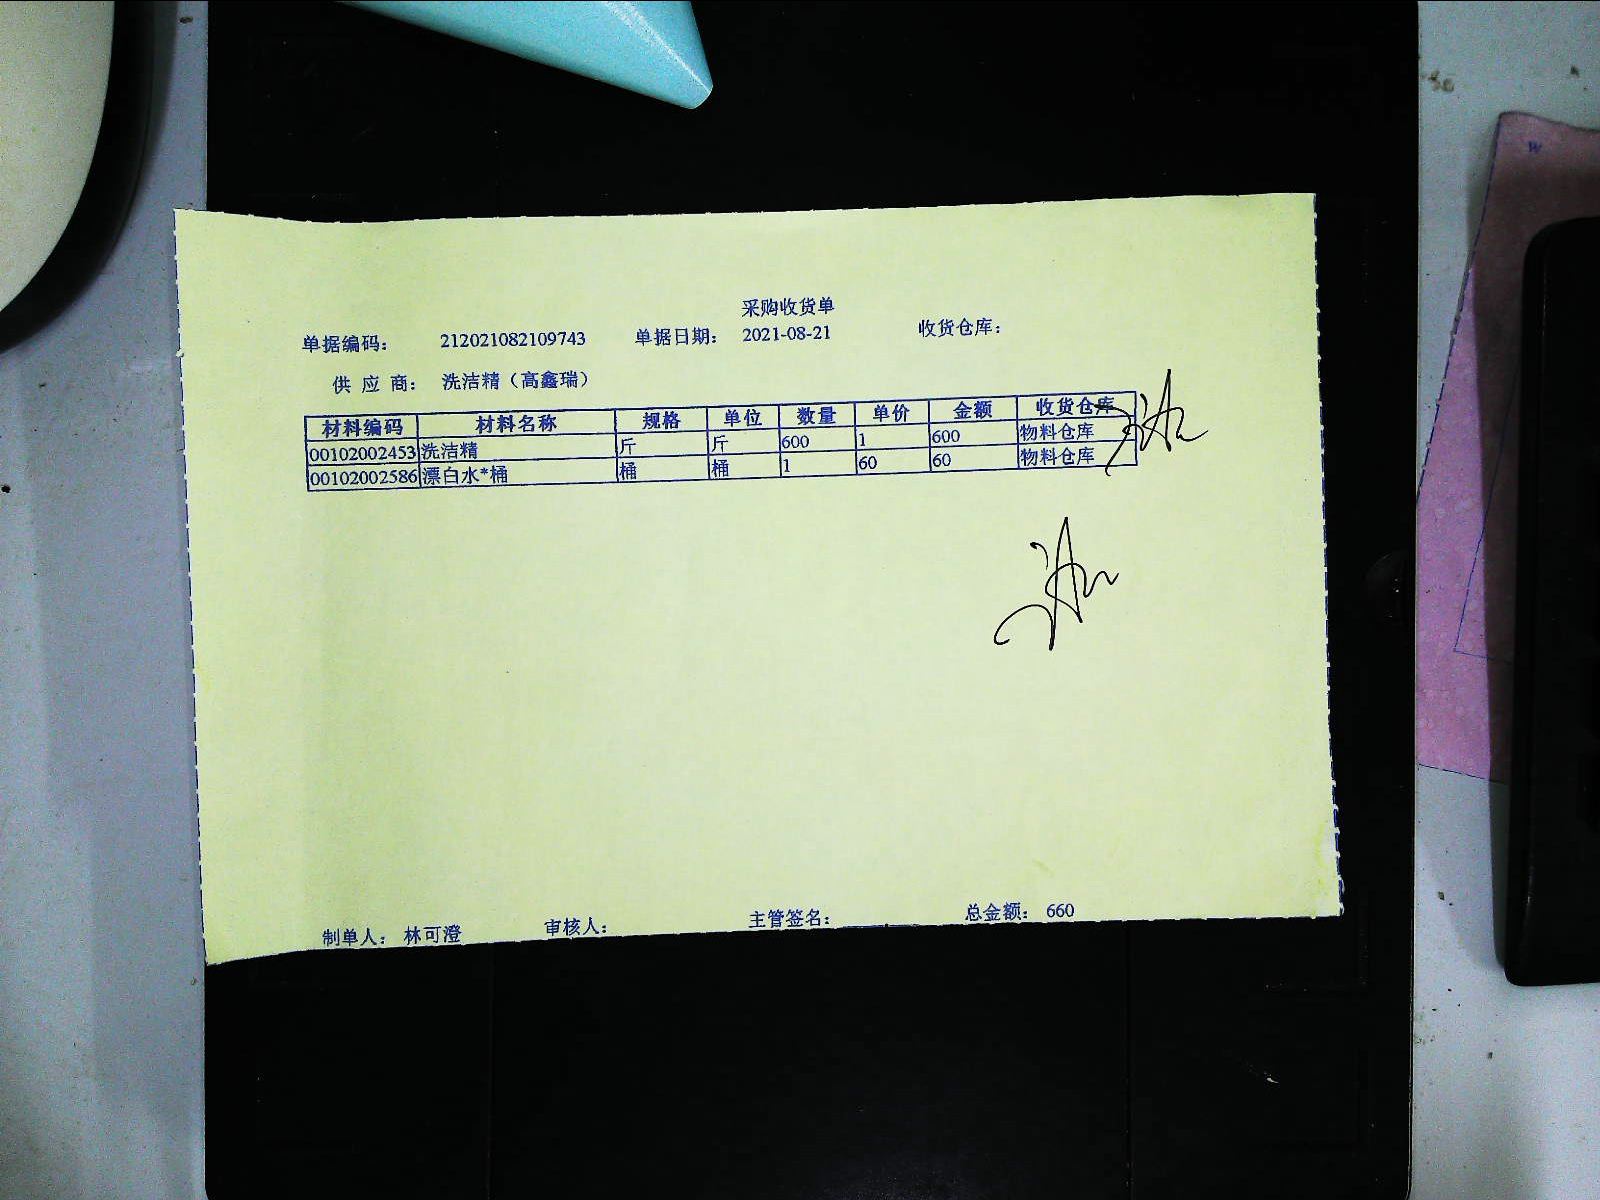 采购收货单
单据编码： 212021082109743 单据日期： 2021-08-21 收货仓库：
供 应 商： 洗洁精（高鑫瑞）
材料编码 材料名称 规格 单位 数量 单价 金额 收货仓库
00102002453 洗洁精 斤 斤 600 1 600 物料仓库
00102002586 漂白水*桶 桶 桶 1 60 60 物料仓库
制单人： 林可澄 审核人： 主管签名： 总金额： 660